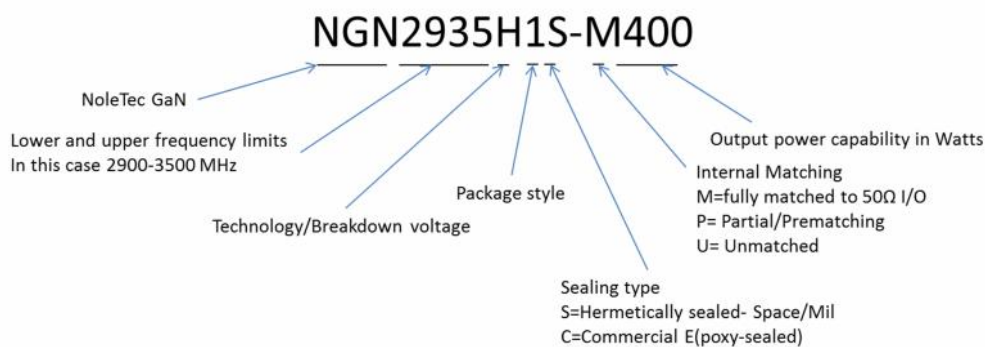 NGN2935H1S-M400
NoleTec GaN
Lower and upper frequency limits
In this case 2900-3500 MHz
Technology/Breakdown voltage
Package style
Sealing type
S=Hermetically sealed- Space/Mil
C=Commercial E(poxy-sealed)
Internal Matching
M=fully matched to 50Ω I/O
P= Partial/Prematching
U= Unmatched
Output power capability in Watts